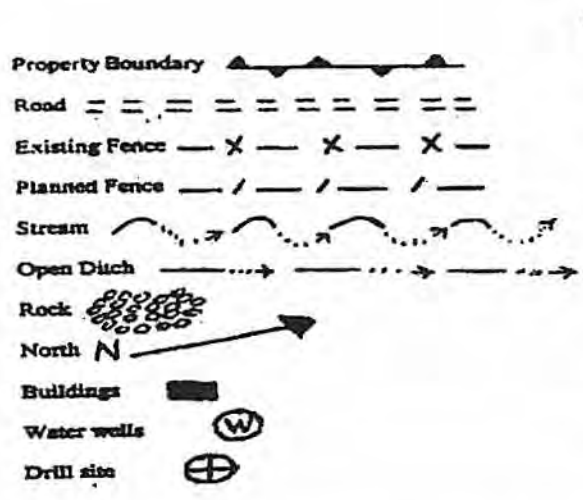 Property Boundary
Road
Existing Fence
Planned Fence
Stream
Open Ditch
Rock
North N
Buildings
Water wells W
Drill site